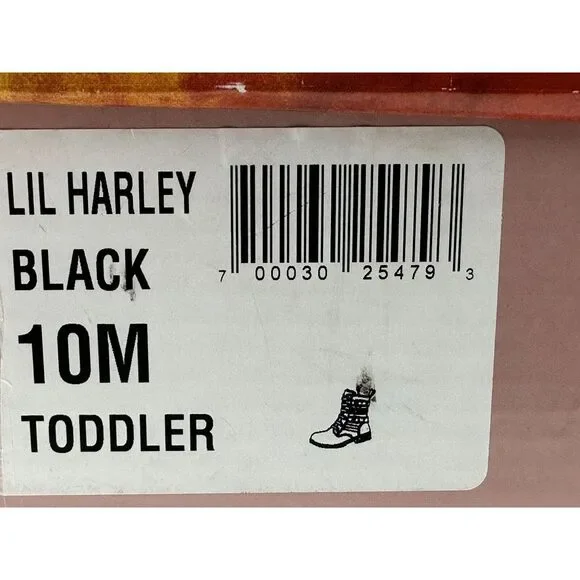 LIL HARLEY
BLACK
7 00030 25479 3
10M
TODDLER